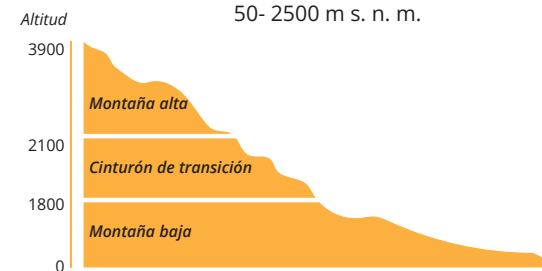 50- 2500 m s. n. m.
Altitud
3900
Montaña alta
2100
Cinturón de transición
1800
Montaña baja
0